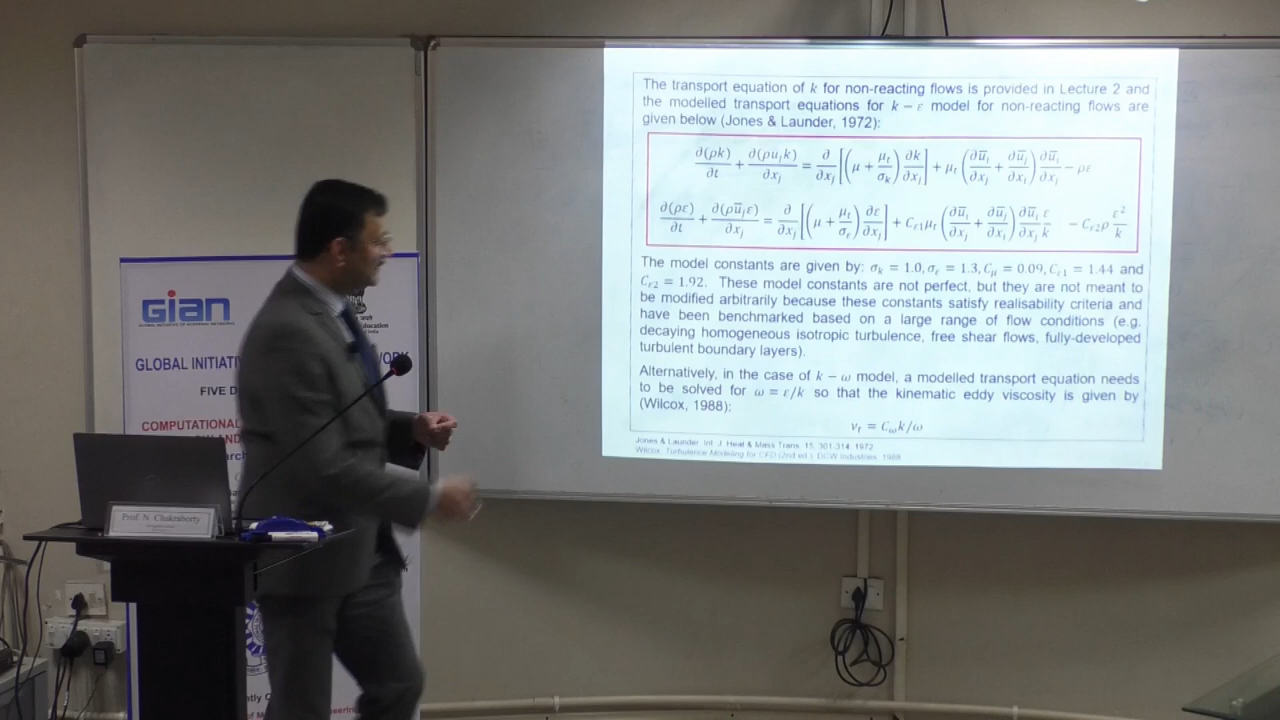 The transport equation of k for non-reacting flows is provided in Lecture 2 and
the modelled transport equations for k − ε model for non-reacting flows are
given below (Jones & Launder, 1972):
∂(ρk)/∂t + ∂(ρu_jk)/∂x_j = ∂/∂x_j[(μ + μ_t/σ_k) ∂k/∂x_j] + μ_t(∂ū_i/∂x_j + ∂ū_j/∂x_i) ∂ū_i/∂x_j − ρε
∂(ρε)/∂t + ∂(ρū_jε)/∂x_j = ∂/∂x_j[(μ + μ_t/σ_ε) ∂ε/∂x_j] + C_ε1μ_t(∂ū_i/∂x_j + ∂ū_j/∂x_i) ∂ū_i/∂x_j ε/k − C_ε2ρ ε²/k
The model constants are given by: σ_k = 1.0, σ_ε = 1.3, C_μ = 0.09, C_ε1 = 1.44 and
C_ε2 = 1.92. These model constants are not perfect, but they are not meant to
be modified arbitrarily because these constants satisfy realisability criteria and
have been benchmarked based on a large range of flow conditions (e.g.
decaying homogeneous isotropic turbulence, free shear flows, fully-developed
turbulent boundary layers).
Alternatively, in the case of k − ω model, a modelled transport equation needs
to be solved for ω = ε/k so that the kinematic eddy viscosity is given by
(Wilcox, 1988):
ν_t = C_ωk/ω
Jones & Launder. Int. J. Heat & Mass Trans. 15, 301-314, 1972
Wilcox, Turbulence Modeling for CFD (2nd ed.). DCW Industries. 1988
GIAN
GLOBAL INITIATI
ORK
FIVE D
COMPUTATIONAL
Prof. N. Chakraborty